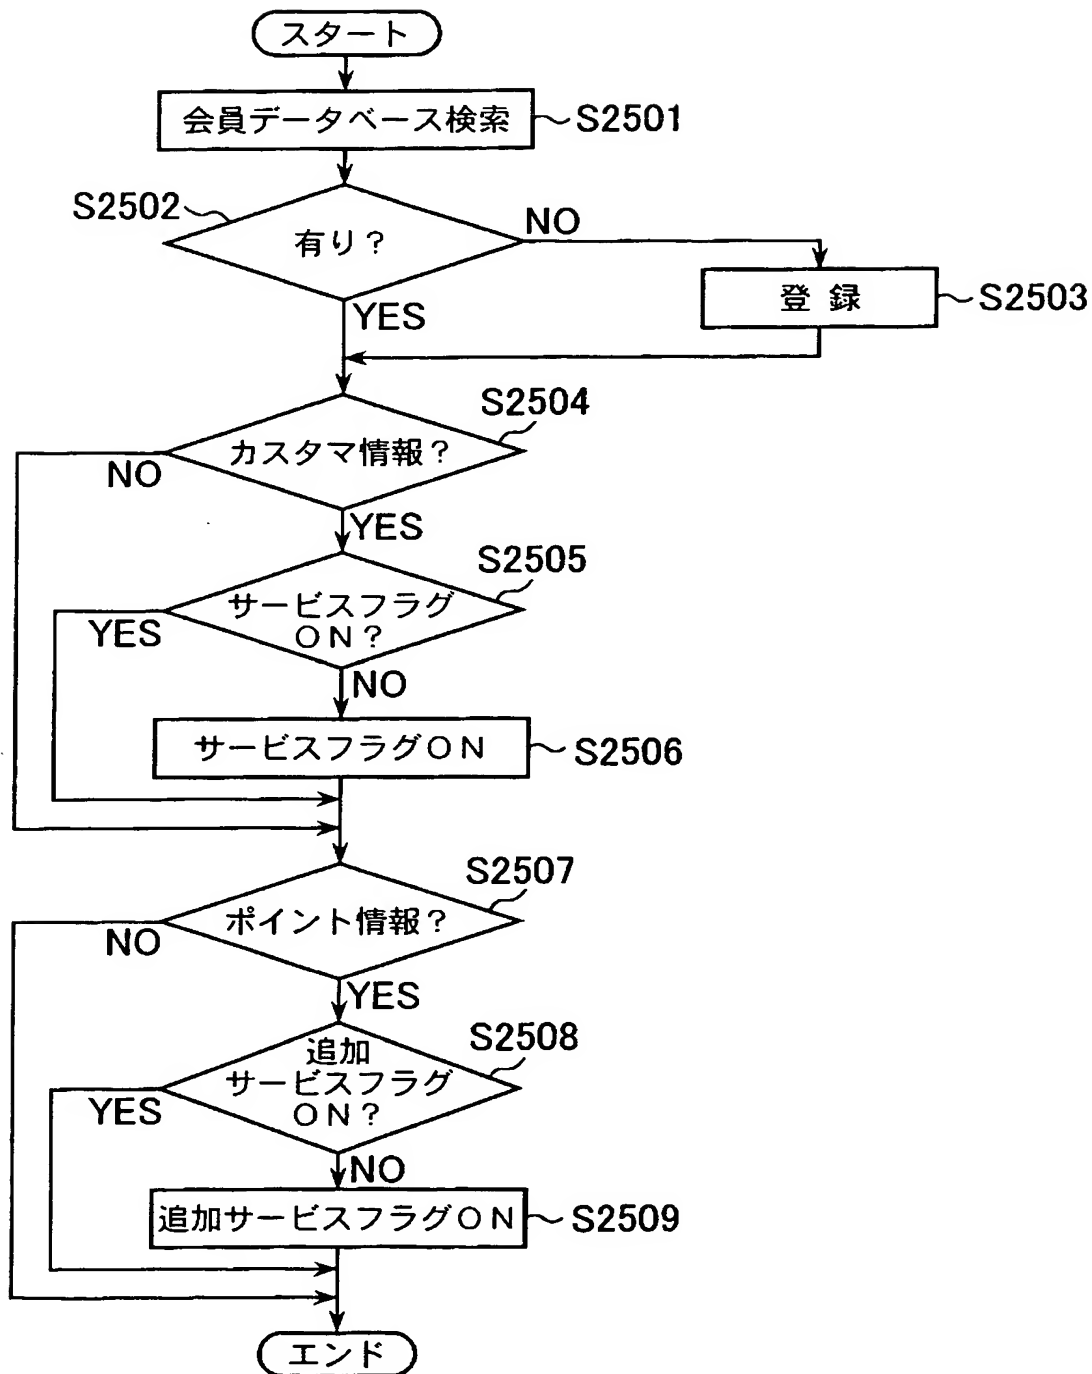 スタート
会員データベース検索
S2501
S2502
有り？
NO
登録
S2503
YES
S2504
カスタマ情報？
NO
YES
S2505
サービスフラグ
ＯＮ？
YES
NO
サービスフラグＯＮ
S2506
S2507
ポイント情報？
NO
YES
S2508
追加
サービスフラグ
ＯＮ？
YES
NO
追加サービスフラグＯＮ
S2509
エンド